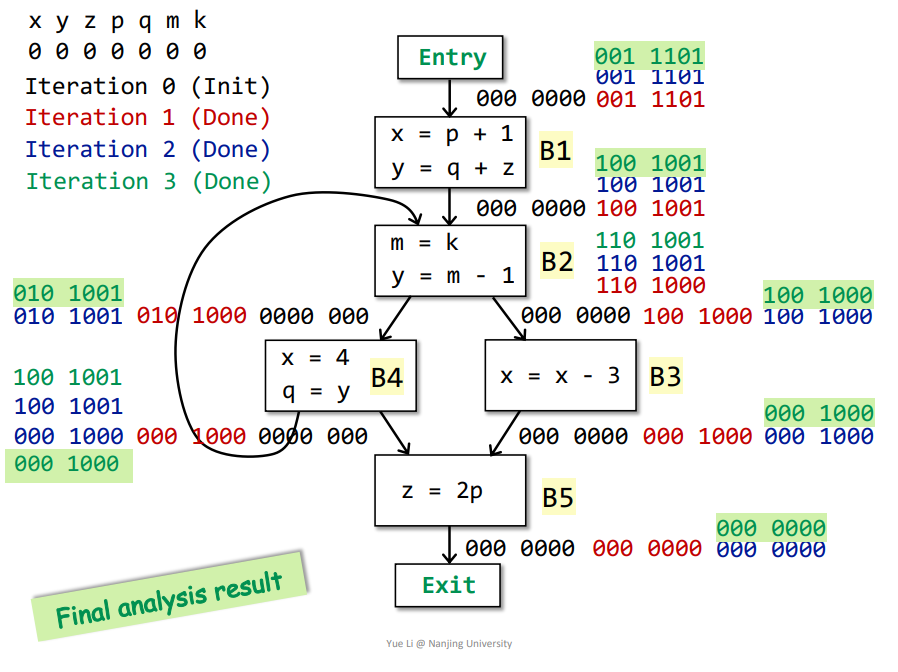 x y z p q m k
0 0 0 0 0 0 0
Iteration 0 (Init)
Iteration 1 (Done)
Iteration 2 (Done)
Iteration 3 (Done)
Entry
001 1101
001 1101
000 0000 001 1101
x = p + 1
y = q + z
B1
100 1001
100 1001
000 0000 100 1001
m = k
y = m - 1
B2
110 1001
110 1001
110 1000
010 1001
010 1001 010 1000 0000 000
100 1000
000 0000 100 1000 100 1000
x = 4
q = y
B4
x = x - 3
B3
100 1001
100 1001
000 1000 000 1000 0000 000
000 1000
000 1000
000 0000 000 1000 000 1000
z = 2p
B5
000 0000
000 0000 000 0000 000 0000
Exit
Final analysis result
Yue Li @ Nanjing University